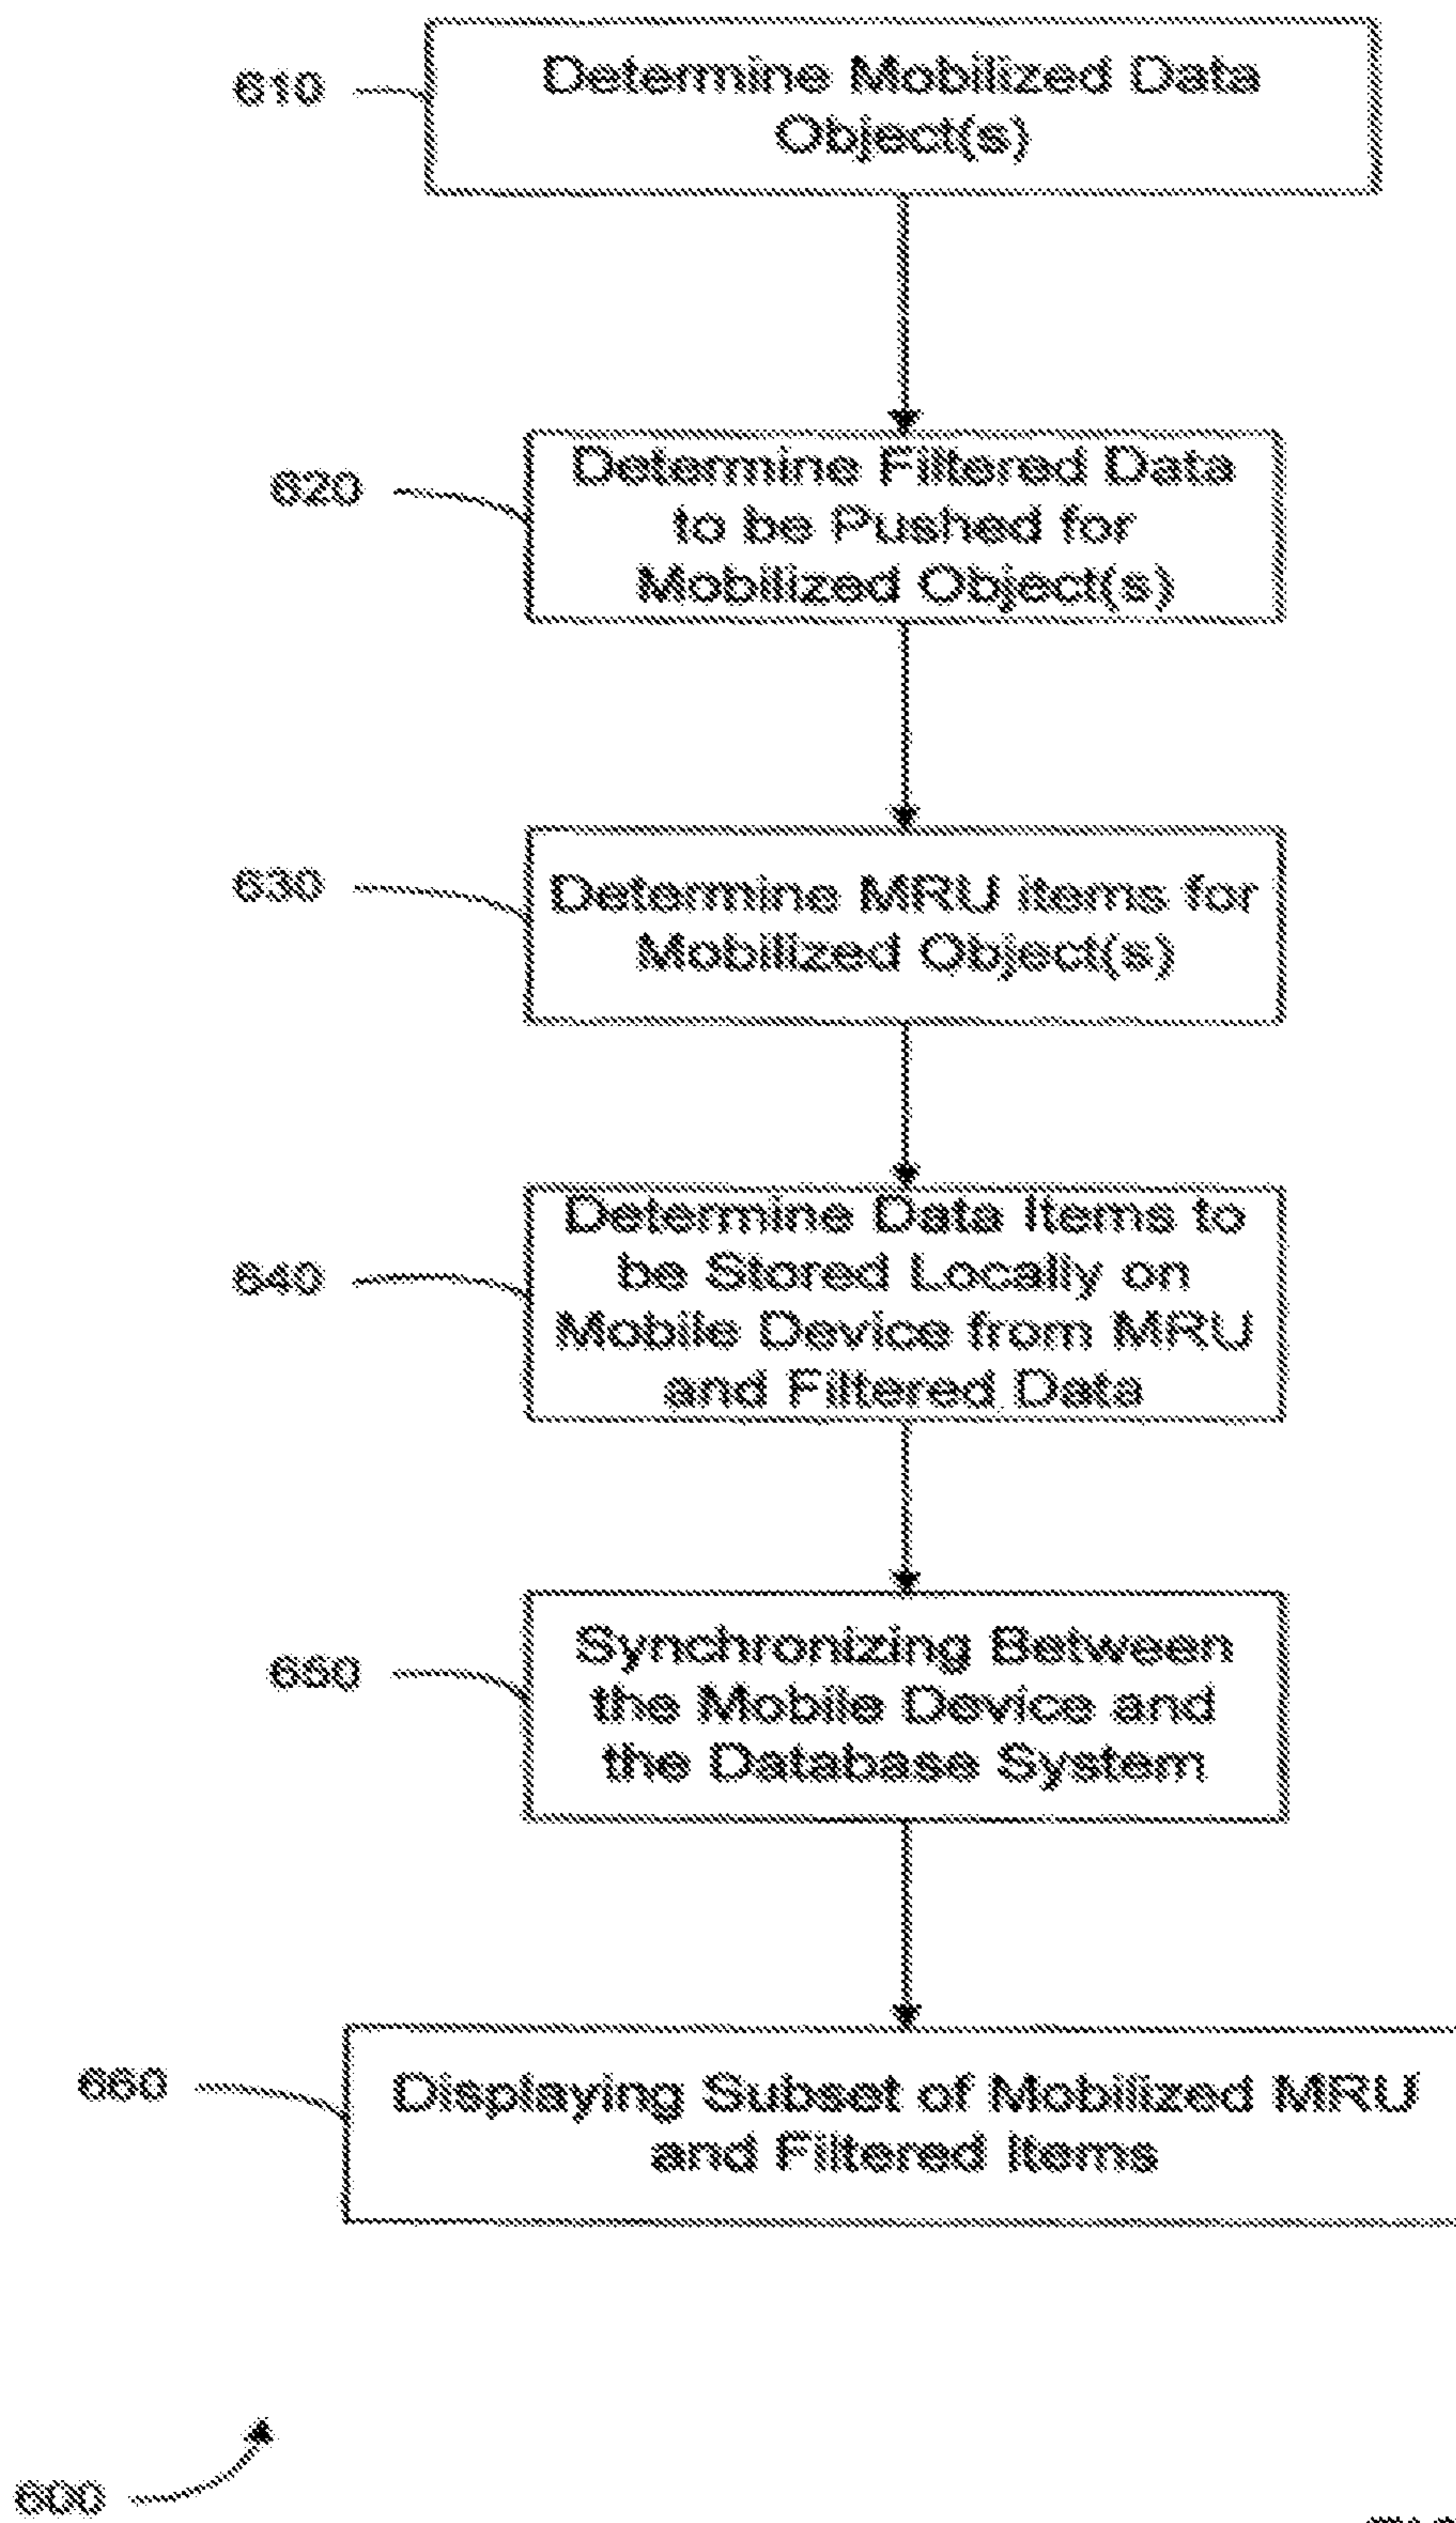 610
Determine Mobilized Data
Object(s)
620
Determine Filtered Data
to be Pushed for
Mobilized Object(s)
630
Determine MRU items for
Mobilized Object(s)
640
Determine Data Items to
be Stored Locally on
Mobile Device from MRU
and Filtered Data
650
Synchronizing Between
the Mobile Device and
the Database System
660
Displaying Subset of Mobilized MRU
and Filtered Items
600